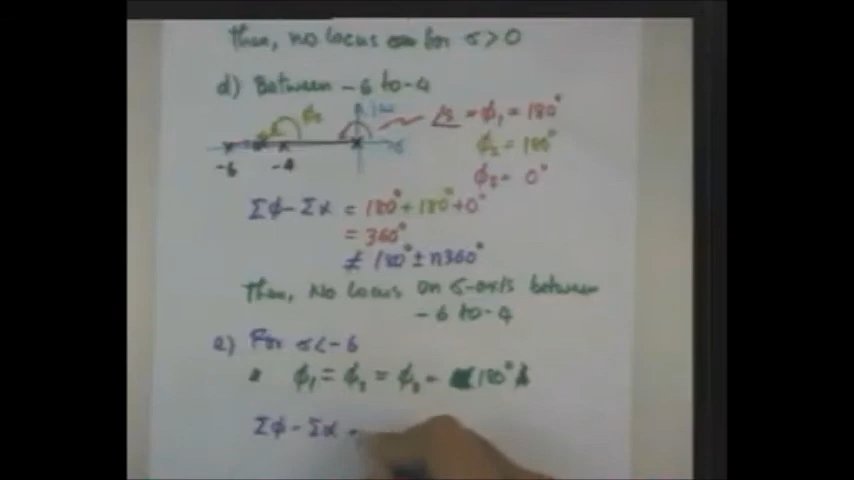 Then, no locus for σ > 0
d) Between -6 to -4
ϕ₂ jω ∠s = ϕ₁ = 180°
ϕ₂ = 180°
σ
-6 -4 ϕ₃ = 0°
Σϕ - Σα = 180° + 180° + 0°
= 360°
≠ 180° ± n360°
Then, No locus on σ-axis between
-6 to -4
e) For σ < -6
ϕ₁ = ϕ₂ = ϕ₃ = 180°
Σϕ - Σα =